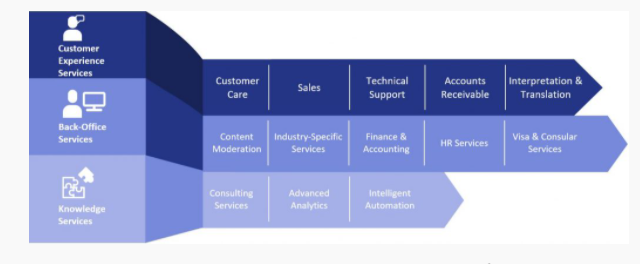 Customer
Experience
Services
Customer
Care
Sales
Technical
Support
Accounts
Receivable
Interpretation &
Translation
Back-Office
Services
Content
Moderation
Industry-Specific
Services
Finance &
Accounting
HR Services
Visa & Consular
Services
Knowledge
Services
Consulting
Services
Advanced
Analytics
Intelligent
Automation